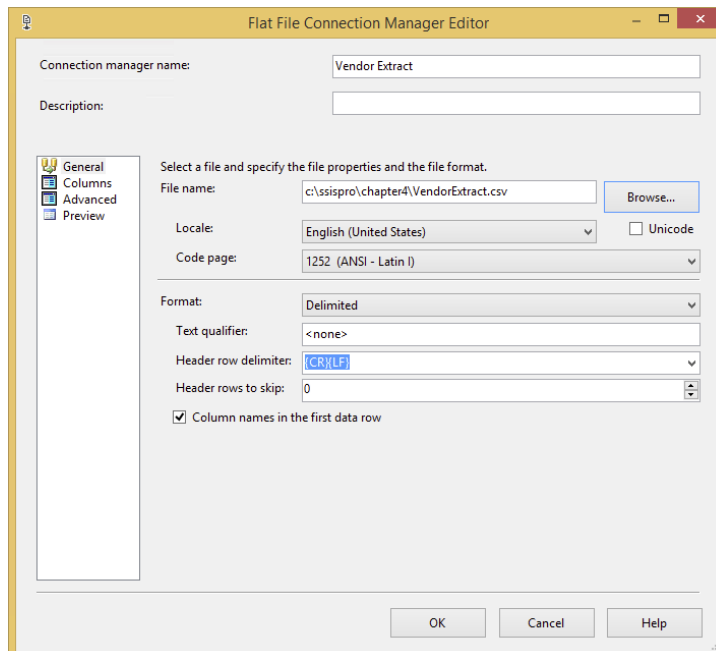 Flat File Connection Manager Editor
Connection manager name: Vendor Extract
Description:
General
Columns
Advanced
Preview
Select a file and specify the file properties and the file format.
File name: c:\ssispro\chapter4\VendorExtract.csv Browse...
Locale: English (United States) Unicode
Code page: 1252 (ANSI - Latin I)
Format: Delimited
Text qualifier: <none>
Header row delimiter: {CR}{LF}
Header rows to skip: 0
Column names in the first data row
OK Cancel Help